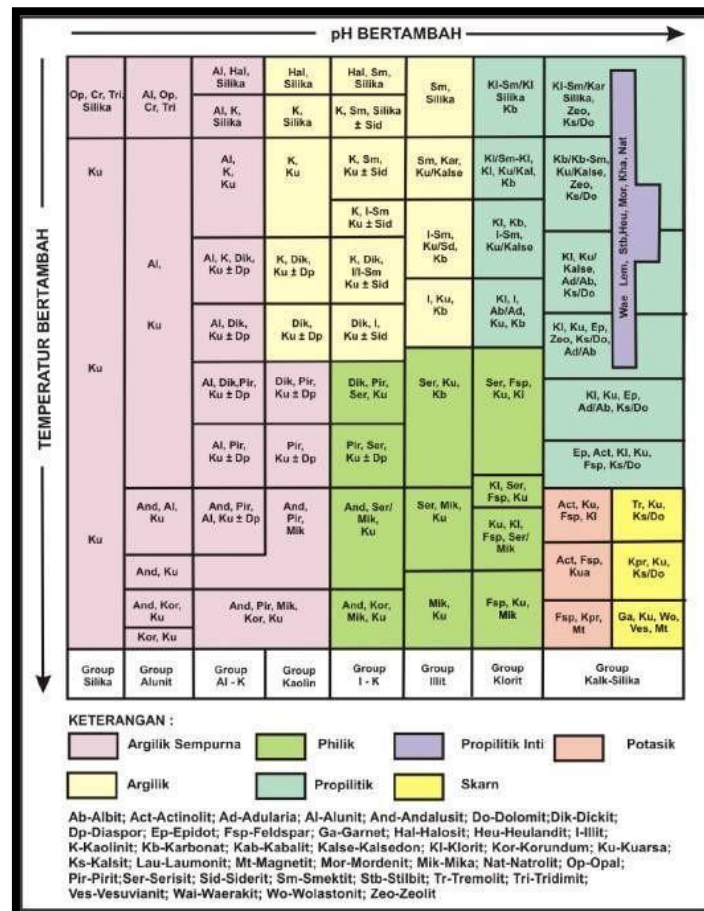 pH BERTAMBAH
TEMPERATUR BERTAMBAH
Op, Cr, Tri,
Silika
Ku
Ku
Ku
Al, Op,
Cr, Tri
Al,
Ku
And, Al,
Ku
And, Ku
And, Kor,
Ku
Kor, Ku
Al, Hal,
Silika
Al, K,
Silika
Al,
K,
Ku
Al, K, Dik,
Ku ± Dp
Al, Dik,
Ku ± Dp
Al, Dik,Pir,
Ku ± Dp
Al, Pir,
Ku ± Dp
And, Pir,
Al, Ku ± Dp
Hal,
Silika
K,
Silika
K,
Ku
K, Dik,
Ku ± Dp
Dik,
Ku ± Dp
Dik, Pir,
Ku ± Dp
Pir,
Ku ± Dp
And,
Pir,
Mik
And, Pir, Mik,
Kor, Ku
Hal, Sm,
Silika
K, Sm, Silika
± Sid
K, Sm,
Ku ± Sid
K, I-Sm
Ku ± Sid
K, Dik,
I/I-Sm
Ku ± Sid
Dik, I,
Ku ± Sid
Dik, Pir,
Ser, Ku
Pir, Ser,
Ku ± Dp
And, Ser/
Mik,
Ku
And, Kor,
Mik, Ku
Sm,
Silika
Sm, Kar,
Ku/Kalse
I-Sm,
Ku/Sd,
Kb
I, Ku,
Kb
Ser, Ku,
Kb
Ser, Mik,
Ku
Mik,
Ku
Kl-Sm/Kl
Silika
Kb
Kl/Sm-Kl,
Kl, Ku/Kal,
Kb
Kl, Kb,
I-Sm,
Ku/Kalse
Kl, I,
Ab/Ad,
Ku, Kb
Ser, Fsp,
Ku, Kl
Kl, Ser,
Fsp, Ku
Ku, Kl,
Fsp, Ser/
Mik
Fsp, Ku,
Mik
Kl-Sm/Kar
Silika,
Zeo,
Ks/Do
Kb/Kb-Sm,
Ku/Kalse,
Zeo,
Ks/Do
Kl, Ku/
Kalse,
Ad/Ab,
Ks/Do
Kl, Ku, Ep,
Zeo, Ks/Do,
Ad/Ab
Wae Lem, Stb,Heu, Mor, Kha, Nat
Kl, Ku, Ep,
Ad/Ab, Ks/Do
Ep, Act, Kl, Ku,
Fsp, Ks/Do
Act, Ku,
Fsp, Kl
Act, Fsp,
Kua
Fsp, Kpr,
Mt
Tr, Ku,
Ks/Do
Kpr, Ku,
Ks/Do
Ga, Ku, Wo,
Ves, Mt
Group
Silika
Group
Alunit
Group
Al - K
Group
Kaolin
Group
I - K
Group
Illit
Group
Klorit
Group
Kalk-Silika
KETERANGAN :
Argilik Sempurna
Philik
Propilitik Inti
Potasik
Argilik
Propilitik
Skarn
Ab-Albit; Act-Actinolit; Ad-Adularia; Al-Alunit; And-Andalusit; Do-Dolomit;Dik-Dickit;
Dp-Diaspor; Ep-Epidot; Fsp-Feldspar; Ga-Garnet; Hal-Halosit; Heu-Heulandit; I-Illit;
K-Kaolinit; Kb-Karbonat; Kab-Kabalit; Kalse-Kalsedon; Kl-Klorit; Kor-Korundum; Ku-Kuarsa;
Ks-Kalsit; Lau-Laumonit; Mt-Magnetit; Mor-Mordenit; Mik-Mika; Nat-Natrolit; Op-Opal;
Pir-Pirit;Ser-Serisit; Sid-Siderit; Sm-Smektit; Stb-Stilbit; Tr-Tremolit; Tri-Tridimit;
Ves-Vesuvianit; Wai-Waerakit; Wo-Wolastonit; Zeo-Zeolit